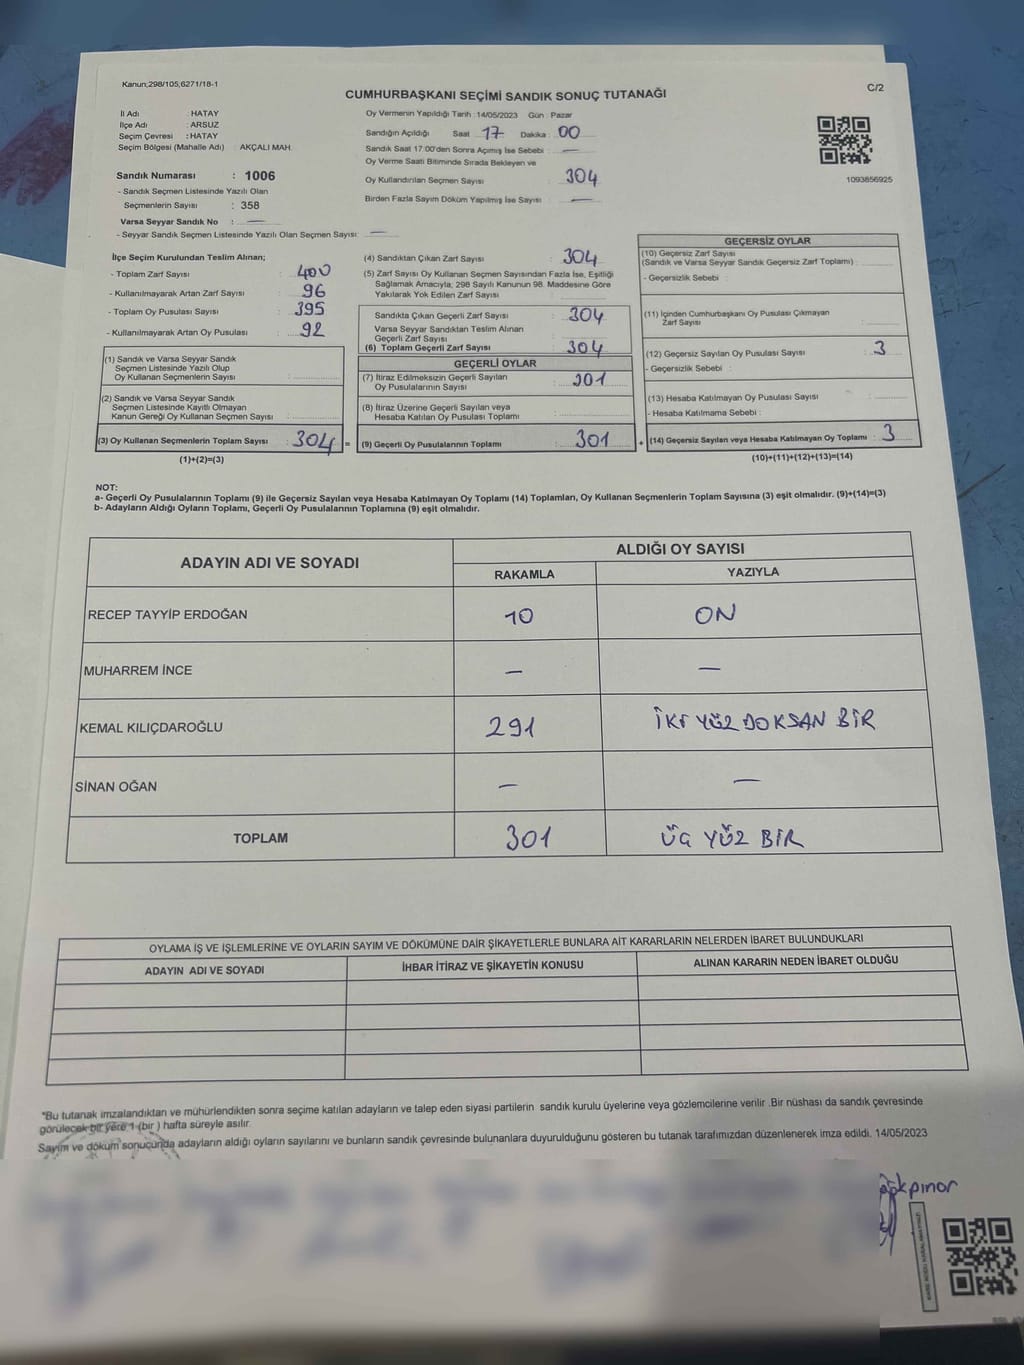 Kanun;298/105,6271/18-1
CUMHURBAŞKANI SEÇİMİ SANDIK SONUÇ TUTANAĞI
C/2
İl Adı : HATAY
İlçe Adı : ARSUZ
Seçim Çevresi : HATAY
Seçim Bölgesi (Mahalle Adı) : AKÇALI MAH.
Sandık Numarası : 1006
- Sandık Seçmen Listesinde Yazılı Olan
Seçmenlerin Sayısı : 358
Varsa Seyyar Sandık No : —
- Seyyar Sandık Seçmen Listesinde Yazılı Olan Seçmen Sayısı: —
Oy Vermenin Yapıldığı Tarih :14/05/2023 Gün : Pazar
Sandığın Açıldığı Saat 17 Dakika : 00
Sandık Saat 17:00'den Sonra Açımış İse Sebebi : —
Oy Verme Saati Bitiminde Sırada Bekleyen ve
Oy Kullandırılan Seçmen Sayısı : 304
Birden Fazla Sayım Döküm Yapılmış İse Sayısı : —
1093856925
İlçe Seçim Kurulundan Teslim Alınan;
- Toplam Zarf Sayısı : 400
- Kullanılmayarak Artan Zarf Sayısı : 96
- Toplam Oy Pusulası Sayısı : 395
- Kullanılmayarak Artan Oy Pusulası : 92
(1) Sandık ve Varsa Seyyar Sandık
Seçmen Listesinde Yazılı Olup
Oy Kullanan Seçmenlerin Sayısı :
(2) Sandık ve Varsa Seyyar Sandık
Seçmen Listesinde Kayıtlı Olmayan
Kanun Gereği Oy Kullanan Seçmen Sayısı :
(3) Oy Kullanan Seçmenlerin Toplam Sayısı : 304 =
(1)+(2)=(3)
(4) Sandıktan Çıkan Zarf Sayısı : 304
(5) Zarf Sayısı Oy Kullanan Seçmen Sayısından Fazla İse, Eşitliği
Sağlamak Amacıyla, 298 Sayılı Kanunun 98. Maddesine Göre
Yakılarak Yok Edilen Zarf Sayısı :
Sandıkta Çıkan Geçerli Zarf Sayısı : 304
Varsa Seyyar Sandıktan Teslim Alınan
Geçerli Zarf Sayısı :
(6) Toplam Geçerli Zarf Sayısı : 304
GEÇERLİ OYLAR
(7) İtiraz Edilmeksizin Geçerli Sayılan
Oy Pusulalarının Sayısı : 301
(8) İtiraz Üzerine Geçerli Sayılan veya
Hesaba Katılan Oy Pusulası Toplamı :
(9) Geçerli Oy Pusulalarının Toplamı : 301 +
GEÇERSİZ OYLAR
(10) Geçersiz Zarf Sayısı
(Sandık ve Varsa Seyyar Sandık Geçersiz Zarf Toplamı) :
- Geçersizlik Sebebi :
(11) İçinden Cumhurbaşkanı Oy Pusulası Çıkmayan
Zarf Sayısı :
(12) Geçersiz Sayılan Oy Pusulası Sayısı : 3
- Geçersizlik Sebebi :
(13) Hesaba Katılmayan Oy Pusulası Sayısı :
- Hesaba Katılmama Sebebi :
(14) Geçersiz Sayılan veya Hesaba Katılmayan Oy Toplamı : 3
(10)+(11)+(12)+(13)=(14)
NOT:
a- Geçerli Oy Pusulalarının Toplamı (9) ile Geçersiz Sayılan veya Hesaba Katılmayan Oy Toplamı (14) Toplamları, Oy Kullanan Seçmenlerin Toplam Sayısına (3) eşit olmalıdır. (9)+(14)=(3)
b- Adayların Aldığı Oyların Toplamı, Geçerli Oy Pusulalarının Toplamına (9) eşit olmalıdır.
ADAYIN ADI VE SOYADI
ALDIĞI OY SAYISI
RAKAMLA YAZIYLA
RECEP TAYYİP ERDOĞAN 10 ON
MUHARREM İNCE — —
KEMAL KILIÇDAROĞLU 291 İKİ YÜZ DOKSAN BİR
SİNAN OĞAN — —
TOPLAM 301 ÜÇ YÜZ BİR
OYLAMA İŞ VE İŞLEMLERİNE VE OYLARIN SAYIM VE DÖKÜMÜNE DAİR ŞİKAYETLERLE BUNLARA AİT KARARLARIN NELERDEN İBARET BULUNDUKLARI
ADAYIN ADI VE SOYADI İHBAR İTİRAZ VE ŞİKAYETİN KONUSU ALINAN KARARIN NEDEN İBARET OLDUĞU
*Bu tutanak imzalandıktan ve mühürlendikten sonra seçime katılan adayların ve talep eden siyasi partilerin sandık kurulu üyelerine veya gözlemcilerine verilir .Bir nüshası da sandık çevresinde
görülecek bir yere 1 (bir ) hafta süreyle asılır.
Sayım ve döküm sonucunda adayların aldığı oyların sayılarını ve bunların sandık çevresinde bulunanlara duyurulduğunu gösteren bu tutanak tarafımızdan düzenlenerek imza edildi. 14/05/2023